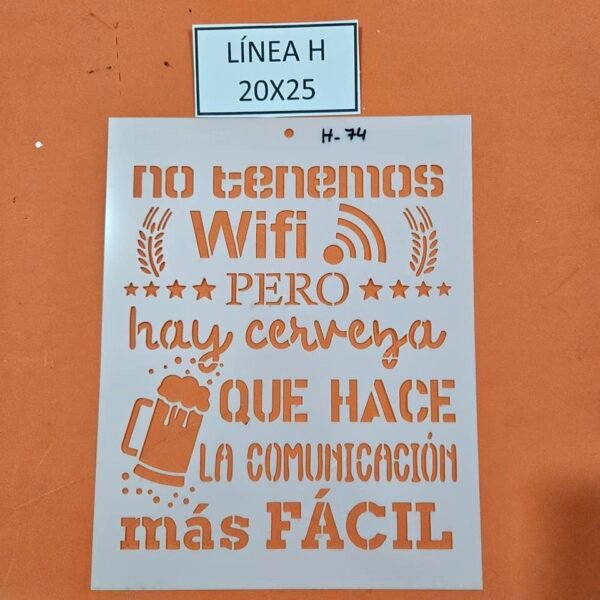 LÍNEA H
20X25
H-74
no tenemos
Wifi
PERO
hay cerveza
QUE HACE
LA COMUNICACIÓN
más FÁCIL